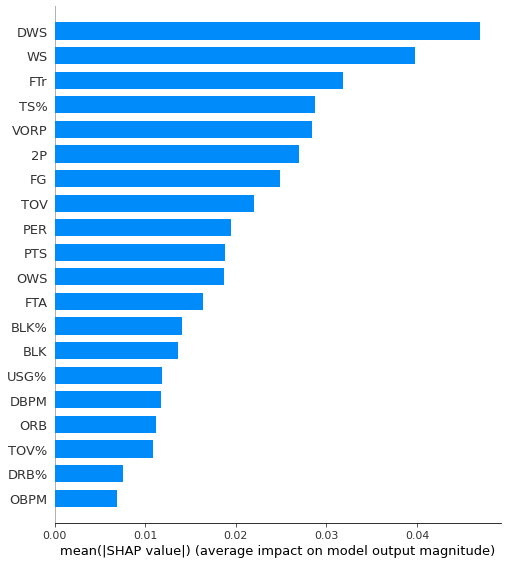 DWS
WS
FTr
TS%
VORP
2P
FG
TOV
PER
PTS
OWS
FTA
BLK%
BLK
USG%
DBPM
ORB
TOV%
DRB%
OBPM
0.00 0.01 0.02 0.03 0.04
mean(|SHAP value|) (average impact on model output magnitude)